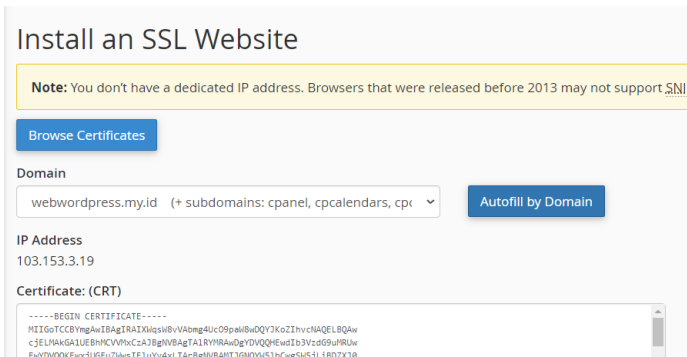 Install an SSL Website
Note: You don't have a dedicated IP address. Browsers that were released before 2013 may not support SNI
Browse Certificates
Domain
webwordpress.my.id (+ subdomains: cpanel, cpcalendars, cpc
Autofill by Domain
IP Address
103.153.3.19
Certificate: (CRT)
-----BEGIN CERTIFICATE-----